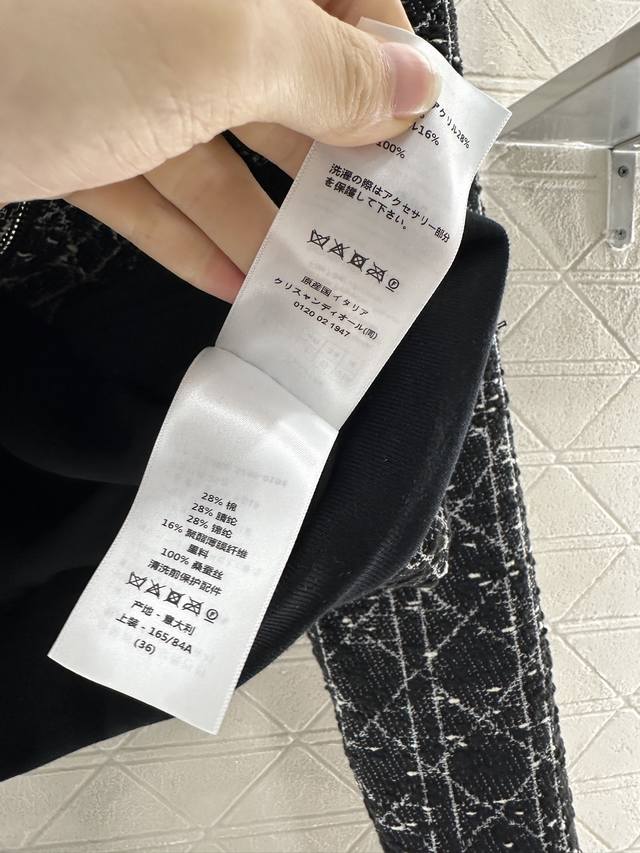 アクリル28%
ル16%
100%
洗濯の際はアクセサリー部分
を保護して下さい。
原産国 イタリア
クリスチャンディオール(同)
0120 02 1947
28% 棉
28% 腈纶
28% 锦纶
16% 聚酯薄膜纤维
里料
100% 桑蚕丝
清洗前保护配件
产地 - 意大利
上装 - 165/84A
(36)